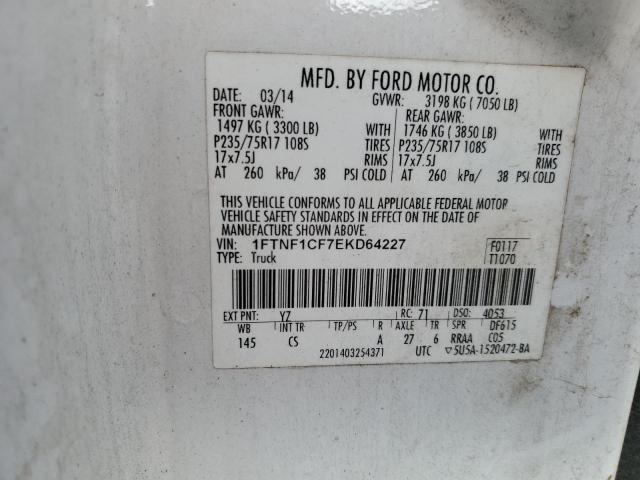 MFD. BY FORD MOTOR CO.
DATE: 03/14 GVWR: 3198 KG ( 7050 LB)
FRONT GAWR: REAR GAWR:
1497 KG ( 3300 LB) WITH 1746 KG ( 3850 LB) WITH
P235/75R17 108S TIRES P235/75R17 108S TIRES
17x7.5J RIMS 17x7.5J RIMS
AT 260 kPa/ 38 PSI COLD AT 260 kPa/ 38 PSI COLD
THIS VEHICLE CONFORMS TO ALL APPLICABLE FEDERAL MOTOR
VEHICLE SAFETY STANDARDS IN EFFECT ON THE DATE OF
MANUFACTURE SHOWN ABOVE.
VIN: 1FTNF1CF7EKD64227 F0117
TYPE: Truck T1070
EXT PNT: YZ RC: 71 DSO: 4053
WB INT TR TP/PS R AXLE TR SPR DF615
145 CS A 27 6 RRAA C05
2201403254371 UTC ▽5U5A-1520472-BA